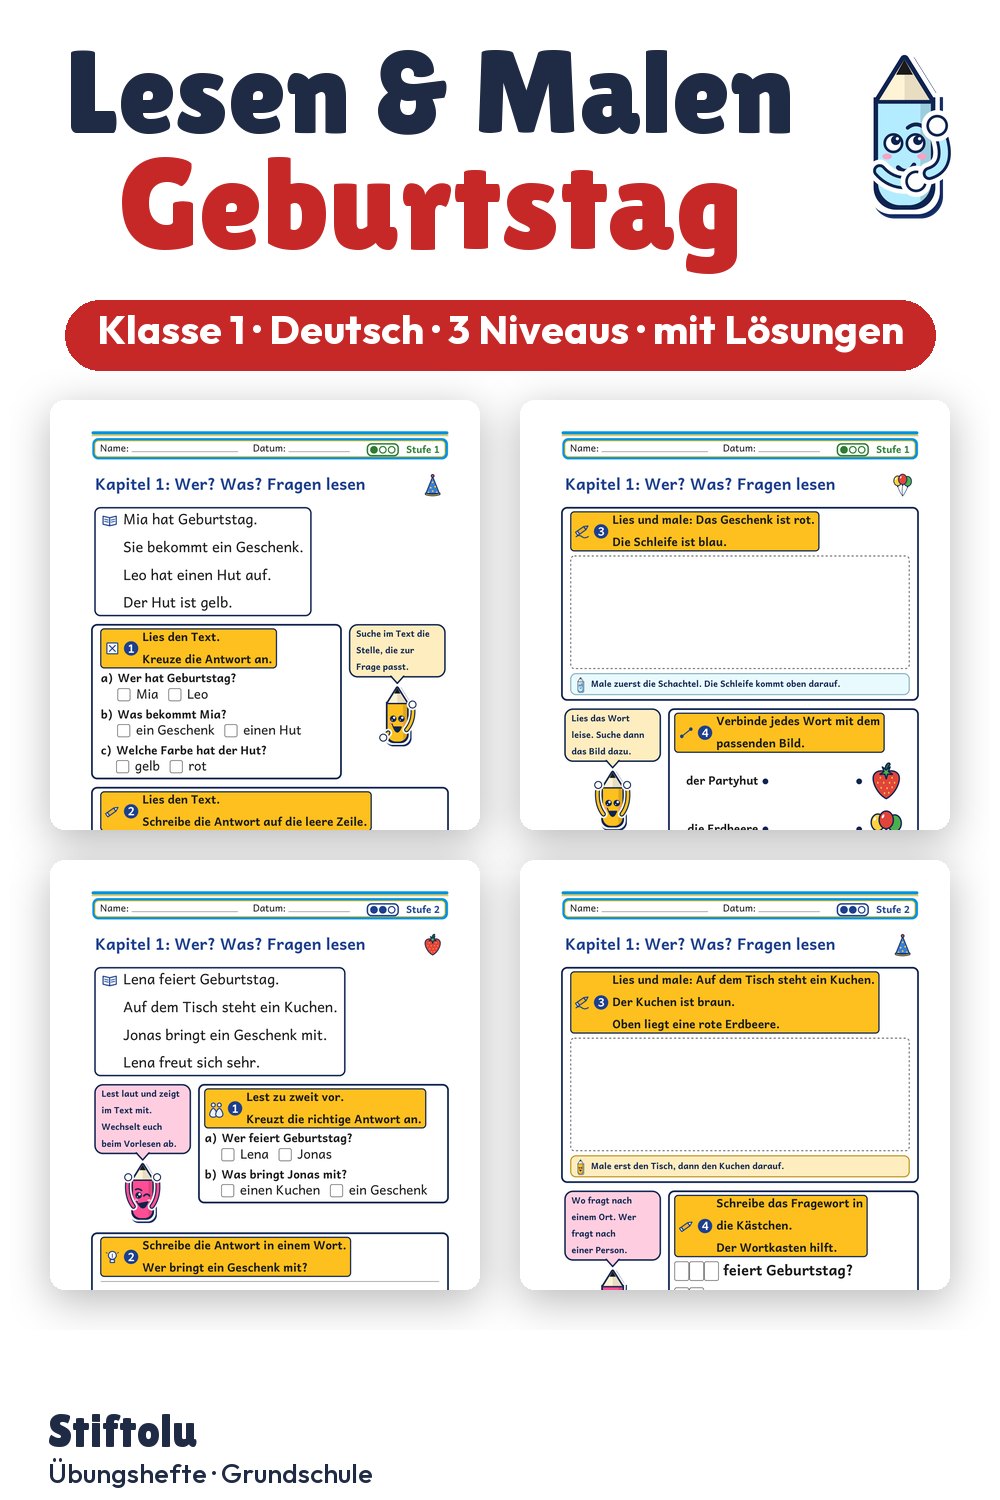 Lesen & Malen
Geburtstag
Klasse 1 · Deutsch · 3 Niveaus · mit Lösungen
Name:
Datum:
Stufe 1
Kapitel 1: Wer? Was? Fragen lesen
Mia hat Geburtstag.
Sie bekommt ein Geschenk.
Leo hat einen Hut auf.
Der Hut ist gelb.
1
Lies den Text.
Kreuze die Antwort an.
a) Wer hat Geburtstag?
Mia Leo
b) Was bekommt Mia?
ein Geschenk einen Hut
c) Welche Farbe hat der Hut?
gelb rot
Suche im Text die
Stelle, die zur
Frage passt.
2
Lies den Text.
Schreibe die Antwort auf die leere Zeile.
Name:
Datum:
Stufe 1
Kapitel 1: Wer? Was? Fragen lesen
3
Lies und male: Das Geschenk ist rot.
Die Schleife ist blau.
Male zuerst die Schachtel. Die Schleife kommt oben darauf.
Lies das Wort
leise. Suche dann
das Bild dazu.
4
Verbinde jedes Wort mit dem
passenden Bild.
der Partyhut
die Erdbeere
Name:
Datum:
Stufe 2
Kapitel 1: Wer? Was? Fragen lesen
Lena feiert Geburtstag.
Auf dem Tisch steht ein Kuchen.
Jonas bringt ein Geschenk mit.
Lena freut sich sehr.
Lest laut und zeigt
im Text mit.
Wechselt euch
beim Vorlesen ab.
1
Lest zu zweit vor.
Kreuzt die richtige Antwort an.
a) Wer feiert Geburtstag?
Lena Jonas
b) Was bringt Jonas mit?
einen Kuchen ein Geschenk
2
Schreibe die Antwort in einem Wort.
Wer bringt ein Geschenk mit?
Name:
Datum:
Stufe 2
Kapitel 1: Wer? Was? Fragen lesen
3
Lies und male: Auf dem Tisch steht ein Kuchen.
Der Kuchen ist braun.
Oben liegt eine rote Erdbeere.
Male erst den Tisch, dann den Kuchen darauf.
Wo fragt nach
einem Ort. Wer
fragt nach
einer Person.
4
Schreibe das Fragewort in
die Kästchen.
Der Wortkasten hilft.
feiert Geburtstag?
Stiftolu
Übungshefte · Grundschule